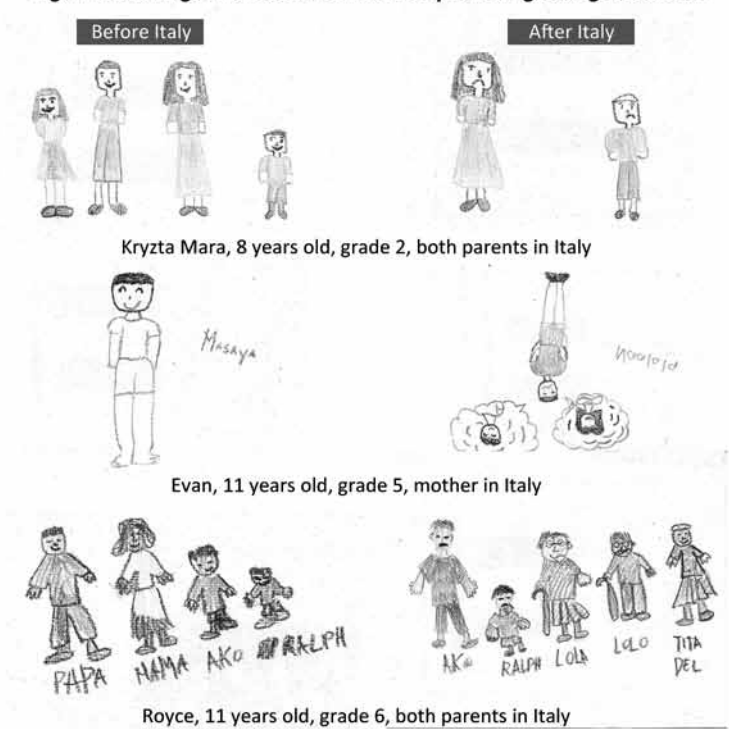 Before Italy
After Italy
Kryzta Mara, 8 years old, grade 2, both parents in Italy
Masaya
Evan, 11 years old, grade 5, mother in Italy
PAPA
MAMA
AKO
RALPH
AKO
RALPH
LOLA
LOLO
TITA
DEL
Royce, 11 years old, grade 6, both parents in Italy